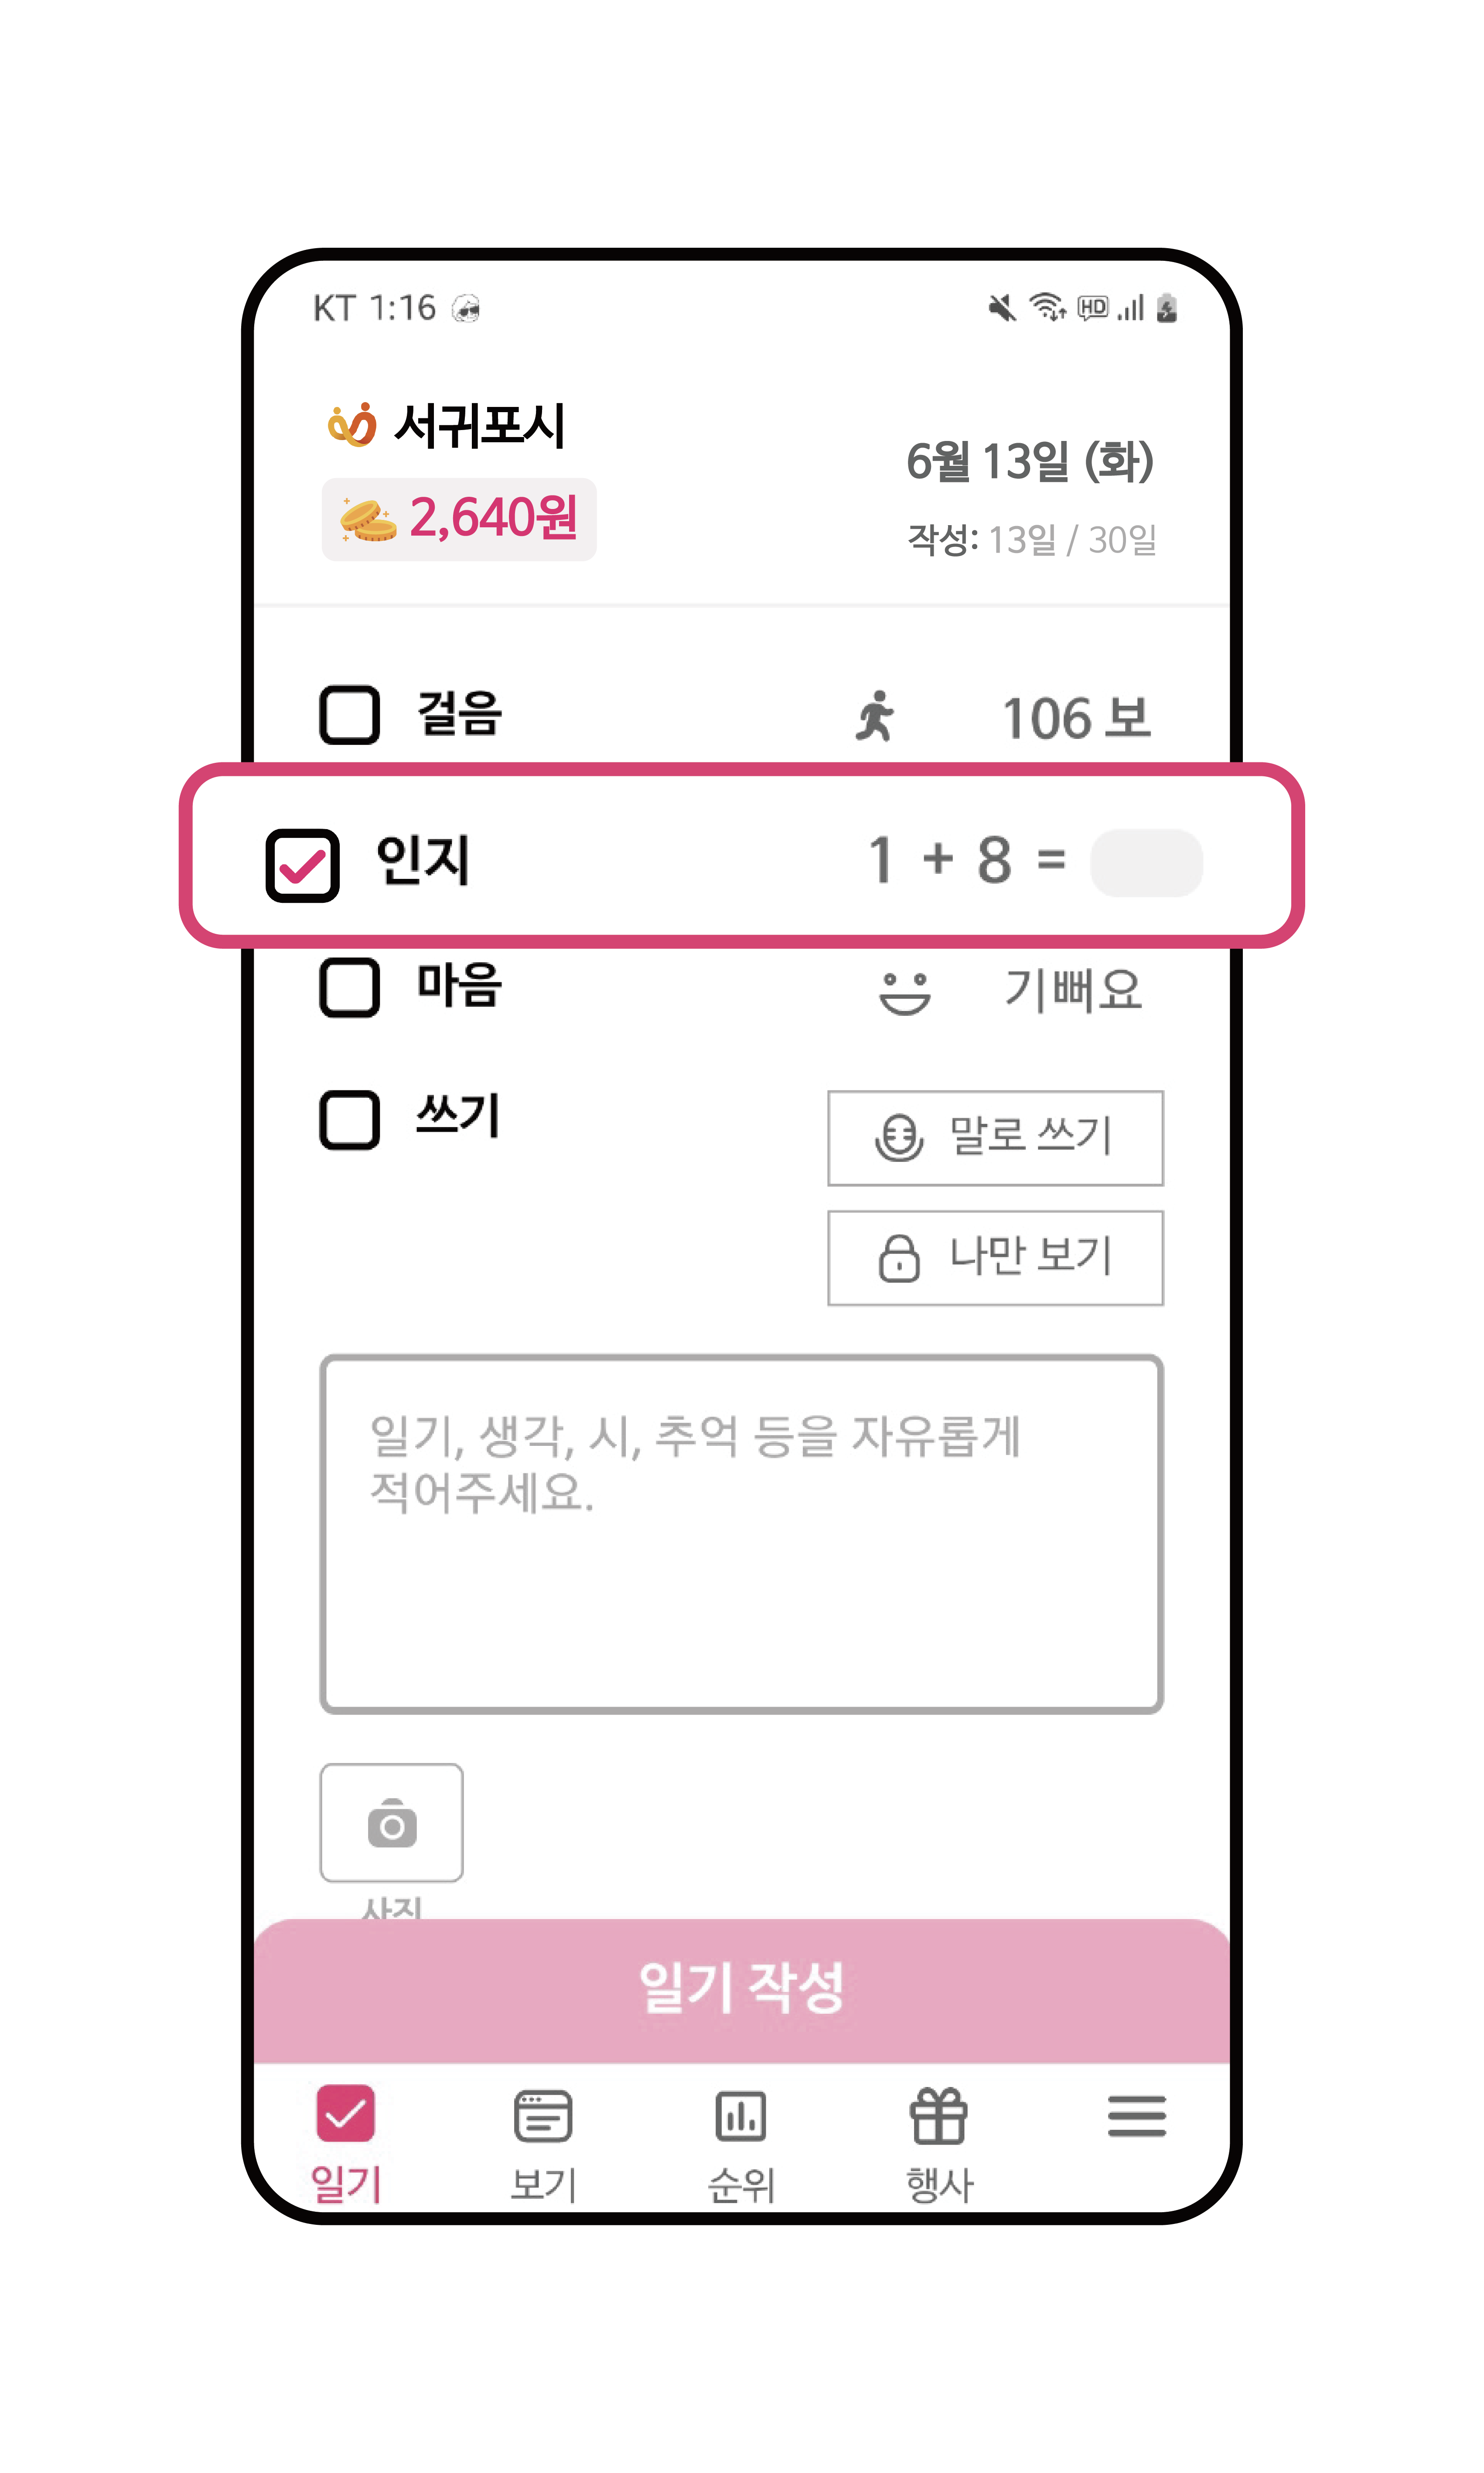 KT 1:16
HD
서귀포시
2,640원
6월 13일 (화)
작성: 13일 / 30일
걸음 106 보
인지 1 + 8 =
마음 기뻐요
쓰기
말로 쓰기
나만 보기
일기, 생각, 시, 추억 등을 자유롭게
적어주세요.
사진
일기 작성
일기 보기 순위 행사